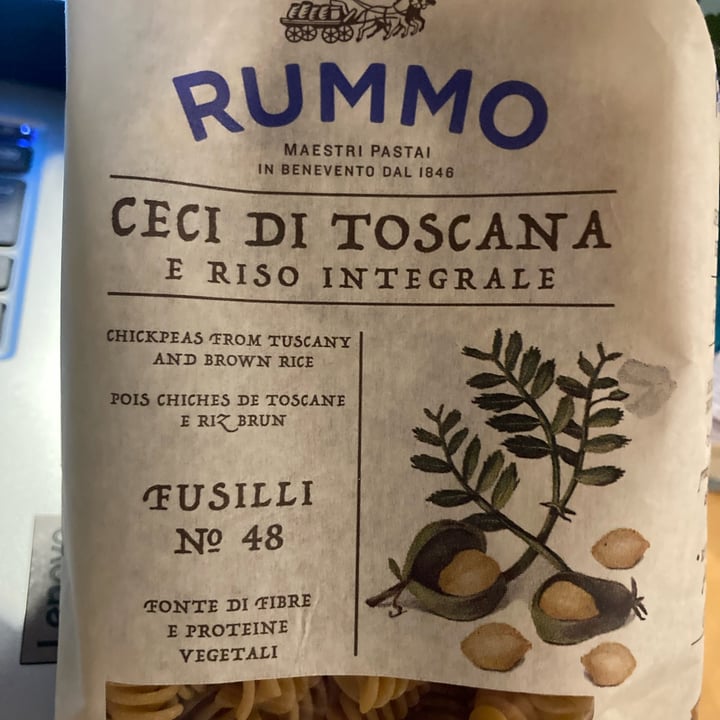 RUMMO
MAESTRI PASTAI
IN BENEVENTO DAL 1846
CECI DI TOSCANA
E RISO INTEGRALE
CHICKPEAS FROM TUSCANY
AND BROWN RICE
POIS CHICHES DE TOSCANE
E RIZ BRUN
FUSILLI
Nº 48
FONTE DI FIBRE
E PROTEINE
VEGETALI
Lenovo